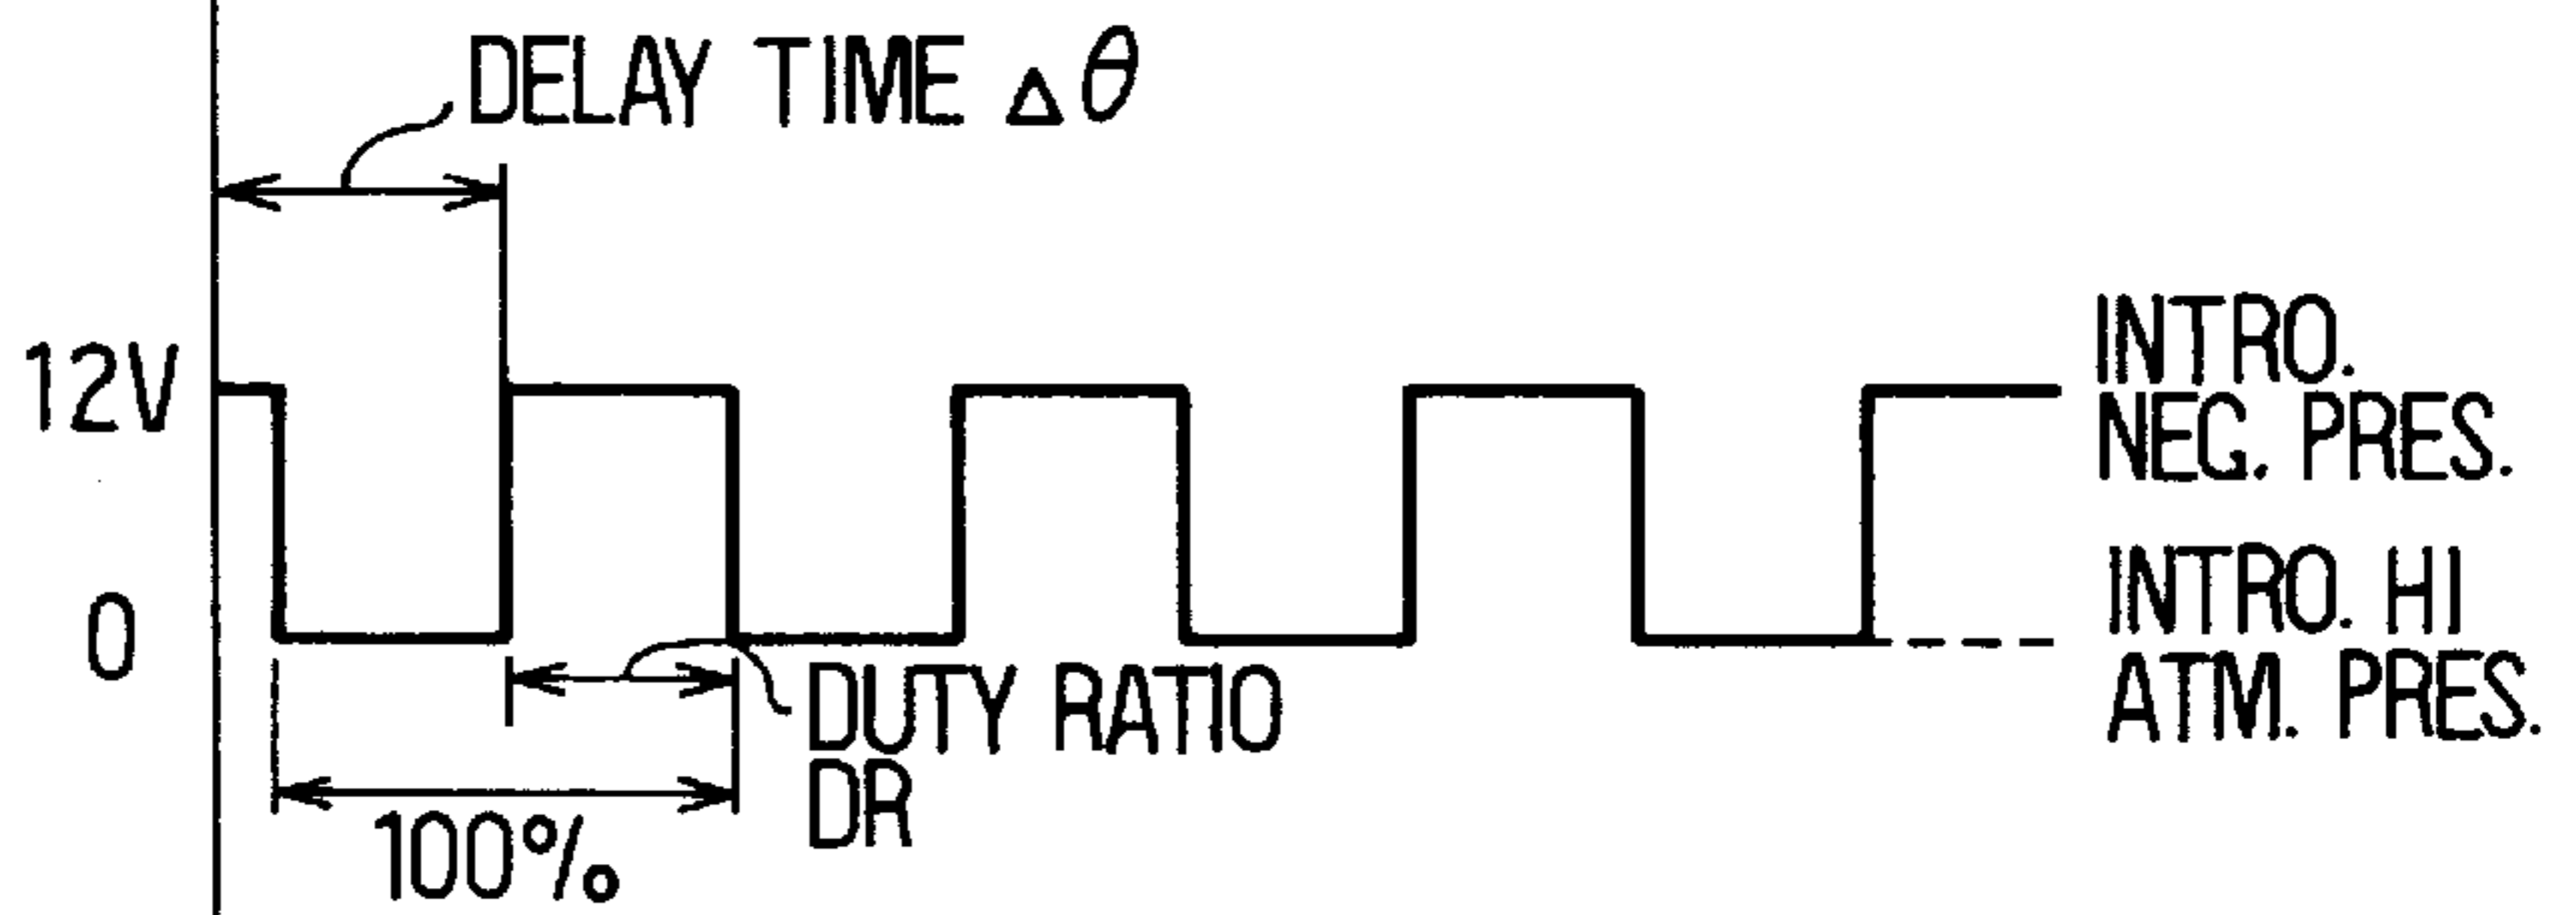 DELAY TIME Δθ
12V
INTRO.
NEG. PRES.
0
INTRO. HI
ATM. PRES.
DUTY RATIO
DR
100%